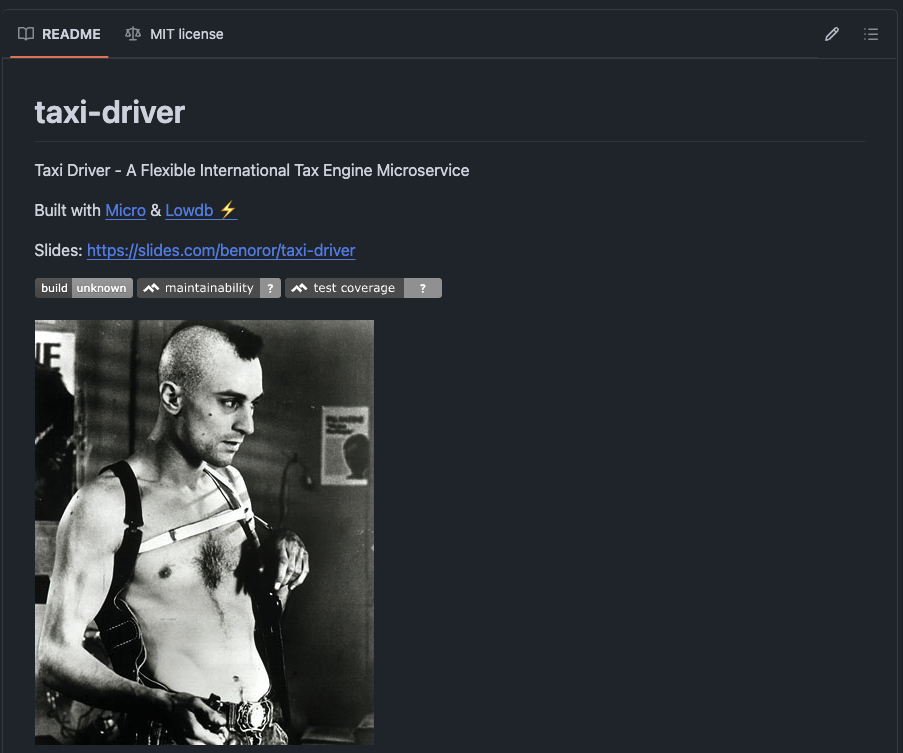 README
MIT license
taxi-driver
Taxi Driver - A Flexible International Tax Engine Microservice
Built with Micro & Lowdb ⚡
Slides: https://slides.com/benoror/taxi-driver
build unknown maintainability ? test coverage ?